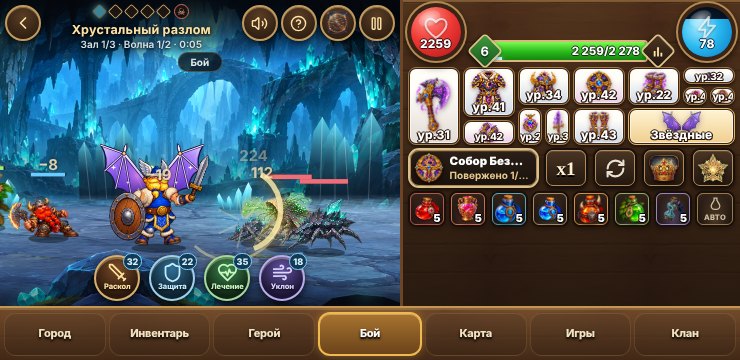 Хрустальный разлом
Зал 1/3 · Волна 1/2 · 0:05
Бой
-8
19
224
112
32
22
35
18
Раскол
Защита
Лечение
Уклон
2259
6
2 259/2 278
78
ур.31
ур.41
ур.34
ур.42
ур.22
ур.32
ур.42
ур.43
Звёздные
Собор Без...
Повержено 1/...
x1
?
5
5
5
5
5
5
5
АВТО
Город
Инвентарь
Герой
Бой
Карта
Игры
Клан